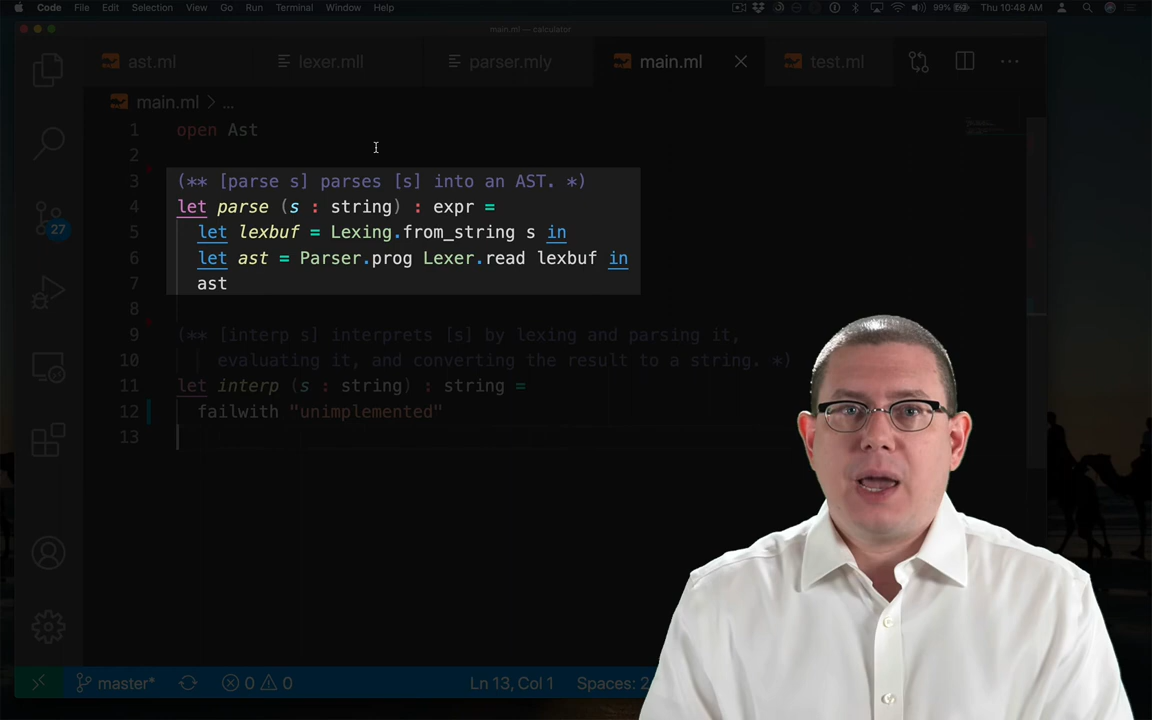 Code File Edit Selection View Go Run Terminal Window Help 99% Thu 10:48 AM
main.ml — calculator
ast.ml lexer.mll parser.mly main.ml test.ml
main.ml > ...
1 open Ast
2
3 (** [parse s] parses [s] into an AST. *)
4 let parse (s : string) : expr =
5 let lexbuf = Lexing.from_string s in
6 let ast = Parser.prog Lexer.read lexbuf in
7 ast
8
9 (** [interp s] interprets [s] by lexing and parsing it,
10 evaluating it, and converting the result to a string. *)
11 let interp (s : string) : string =
12 failwith "unimplemented"
13
27
master* 0 0 Ln 13, Col 1 Spaces: 2